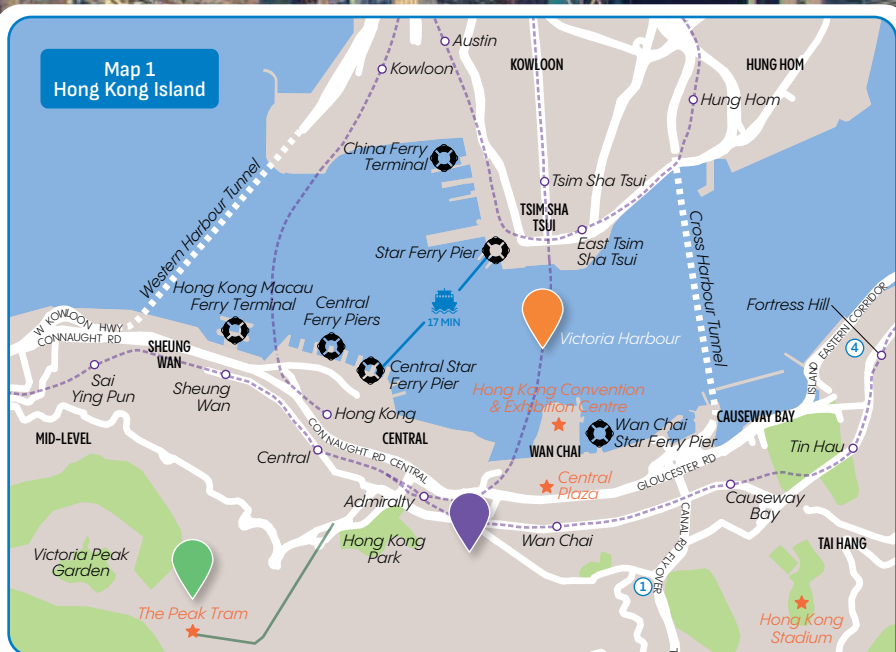 Map 1
Hong Kong Island
Austin
Kowloon
KOWLOON
HUNG HOM
Hung Hom
China Ferry
Terminal
Western Harbour Tunnel
Tsim Sha Tsui
TSIM SHA
TSUI
East Tsim
Sha Tsui
Star Ferry Pier
Cross Harbour Tunnel
Hong Kong Macau
Ferry Terminal
Central
Ferry Piers
17 MIN
Victoria Harbour
Fortress Hill
ISLAND EASTERN CORRIDOR
4
W KOWLOON HWY
CONNAUGHT RD
SHEUNG
WAN
Sai
Ying Pun
Sheung
Wan
Central Star
Ferry Pier
Hong Kong Convention
& Exhibition Centre
Wan Chai
Star Ferry Pier
CAUSEWAY BAY
Hong Kong
CENTRAL
WAN CHAI
MID-LEVEL
Central
CONNAUGHT RD CENTRAL
Tin Hau
GLOUCESTER RD
Central
Plaza
Admiralty
Causeway
Bay
Hong Kong
Park
Wan Chai
CANAL RD FLYOVER
TAI HANG
Victoria Peak
Garden
1
The Peak Tram
Hong Kong
Stadium